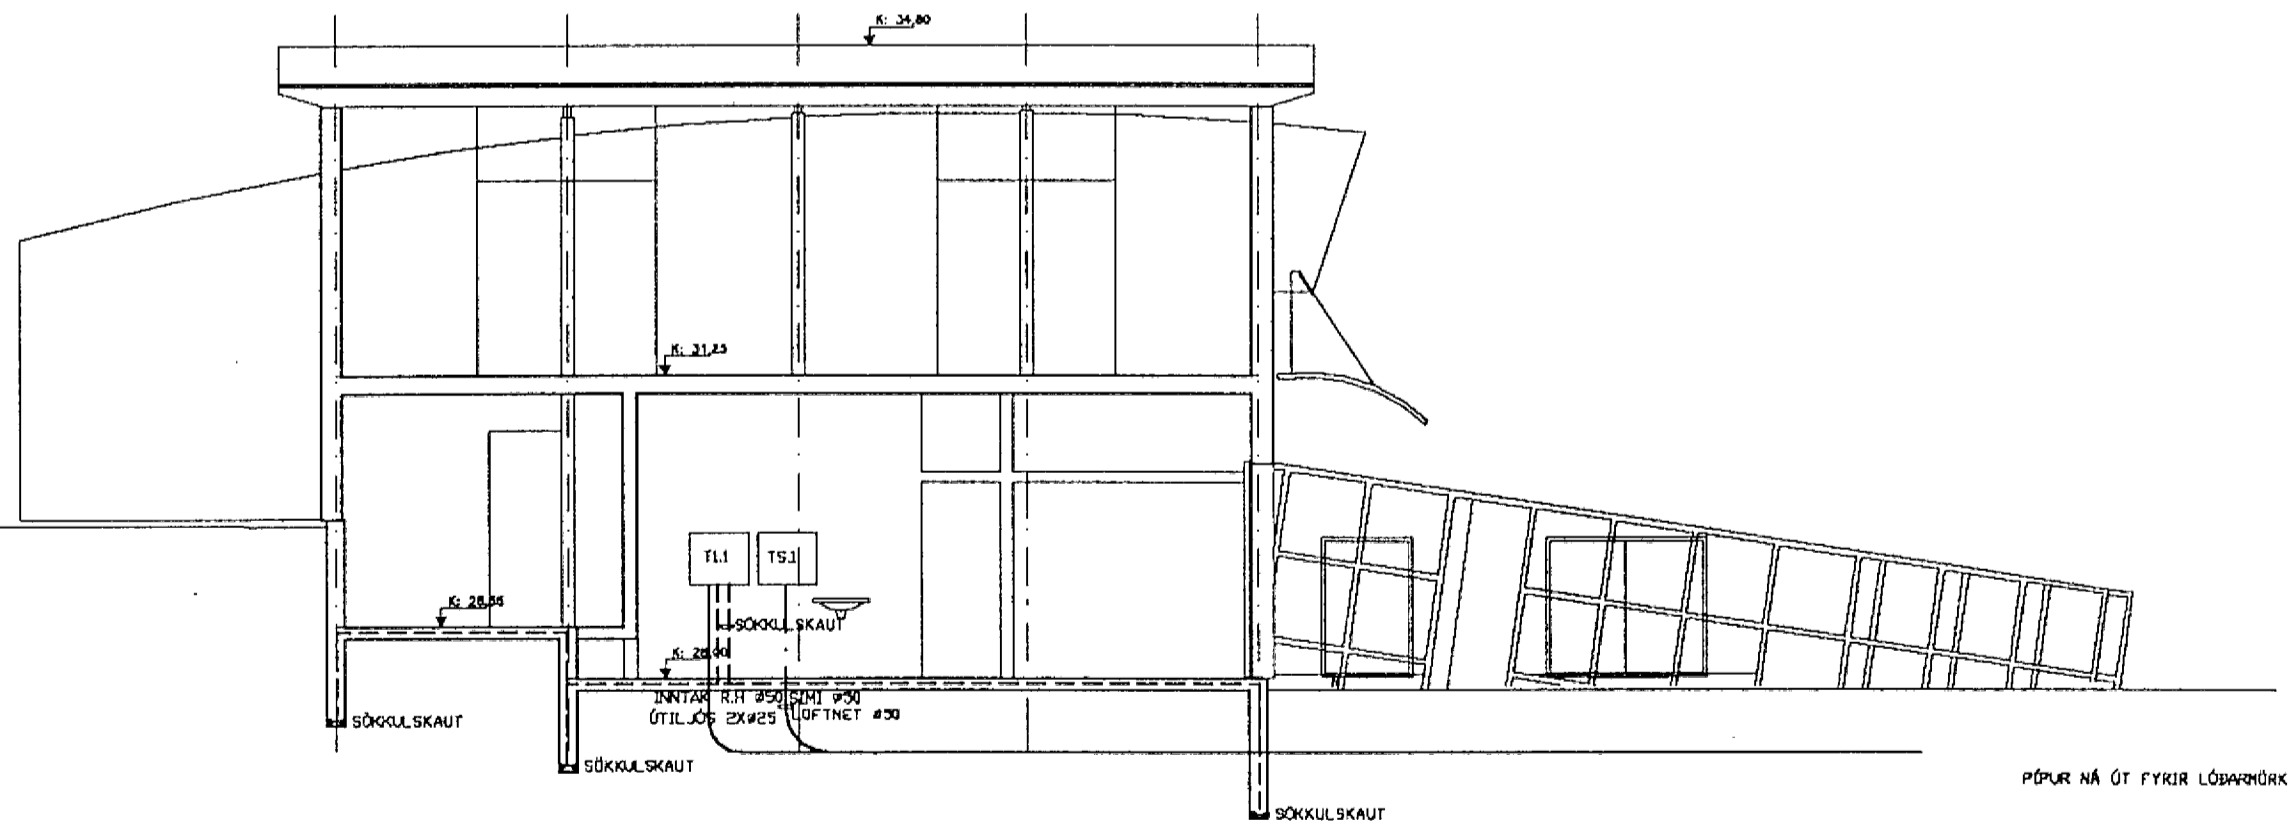 K: 34,80
K: 31,25
T1.1
TS.1
K: 28,56
SÖKKULSKAUT
K: 28,00
INNTAK R.H ø50 SÍMI ø50
ÚTILJÓS 2Xø25 LOFTNET ø50
SÖKKULSKAUT
SÖKKULSKAUT
PÍPUR NÁ ÚT FYRIR LÓÐARMÖRK
SÖKKULSKAUT